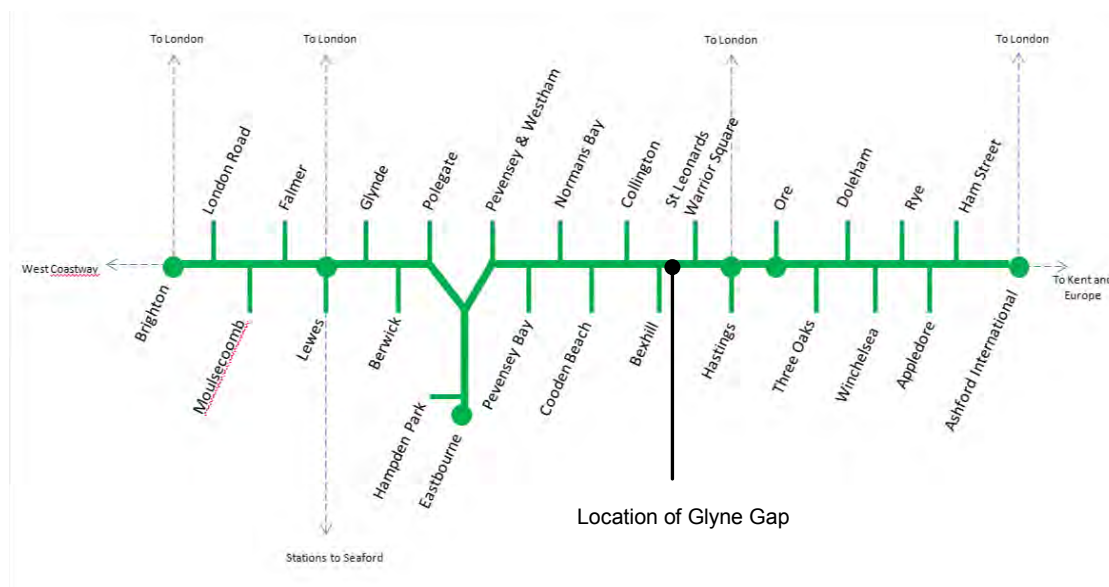 To London
To London
To London
To London
London Road
Falmer
Glynde
Polegate
Pevensey & Westham
Normans Bay
Collington
St Leonards
Warrior Square
Ore
Doleham
Rye
Ham Street
West Coastway
To Kent and
Europe
Brighton
Moulsecoomb
Lewes
Berwick
Hampden Park
Eastbourne
Pevensey Bay
Cooden Beach
Bexhill
Hastings
Three Oaks
Winchelsea
Appledore
Ashford International
Location of Glyne Gap
Stations to Seaford